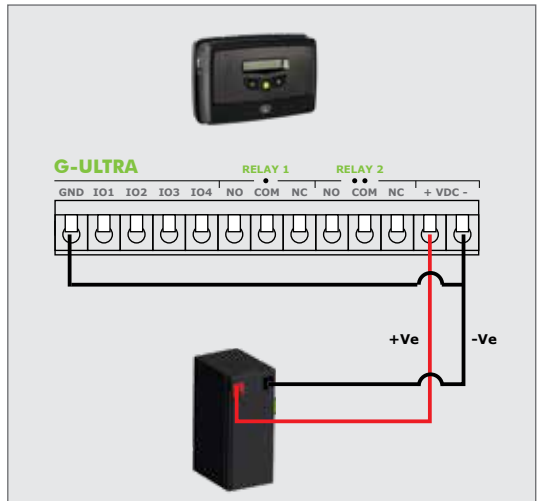 G-ULTRA
RELAY 1 RELAY 2
GND IO1 IO2 IO3 IO4 NO COM NC NO COM NC + VDC -
+Ve -Ve